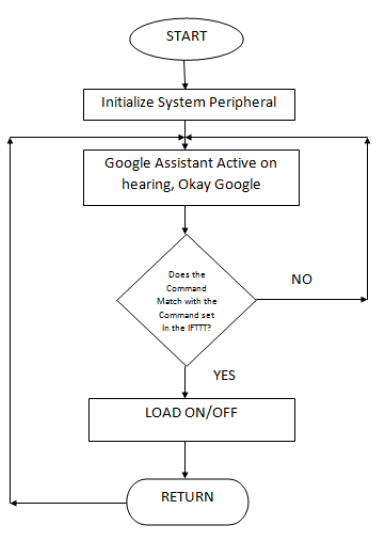 START
Initialize System Peripheral
Google Assistant Active on
hearing, Okay Google
Does the
Command
Match with the
Command set
In the IFTTT?
NO
YES
LOAD ON/OFF
RETURN